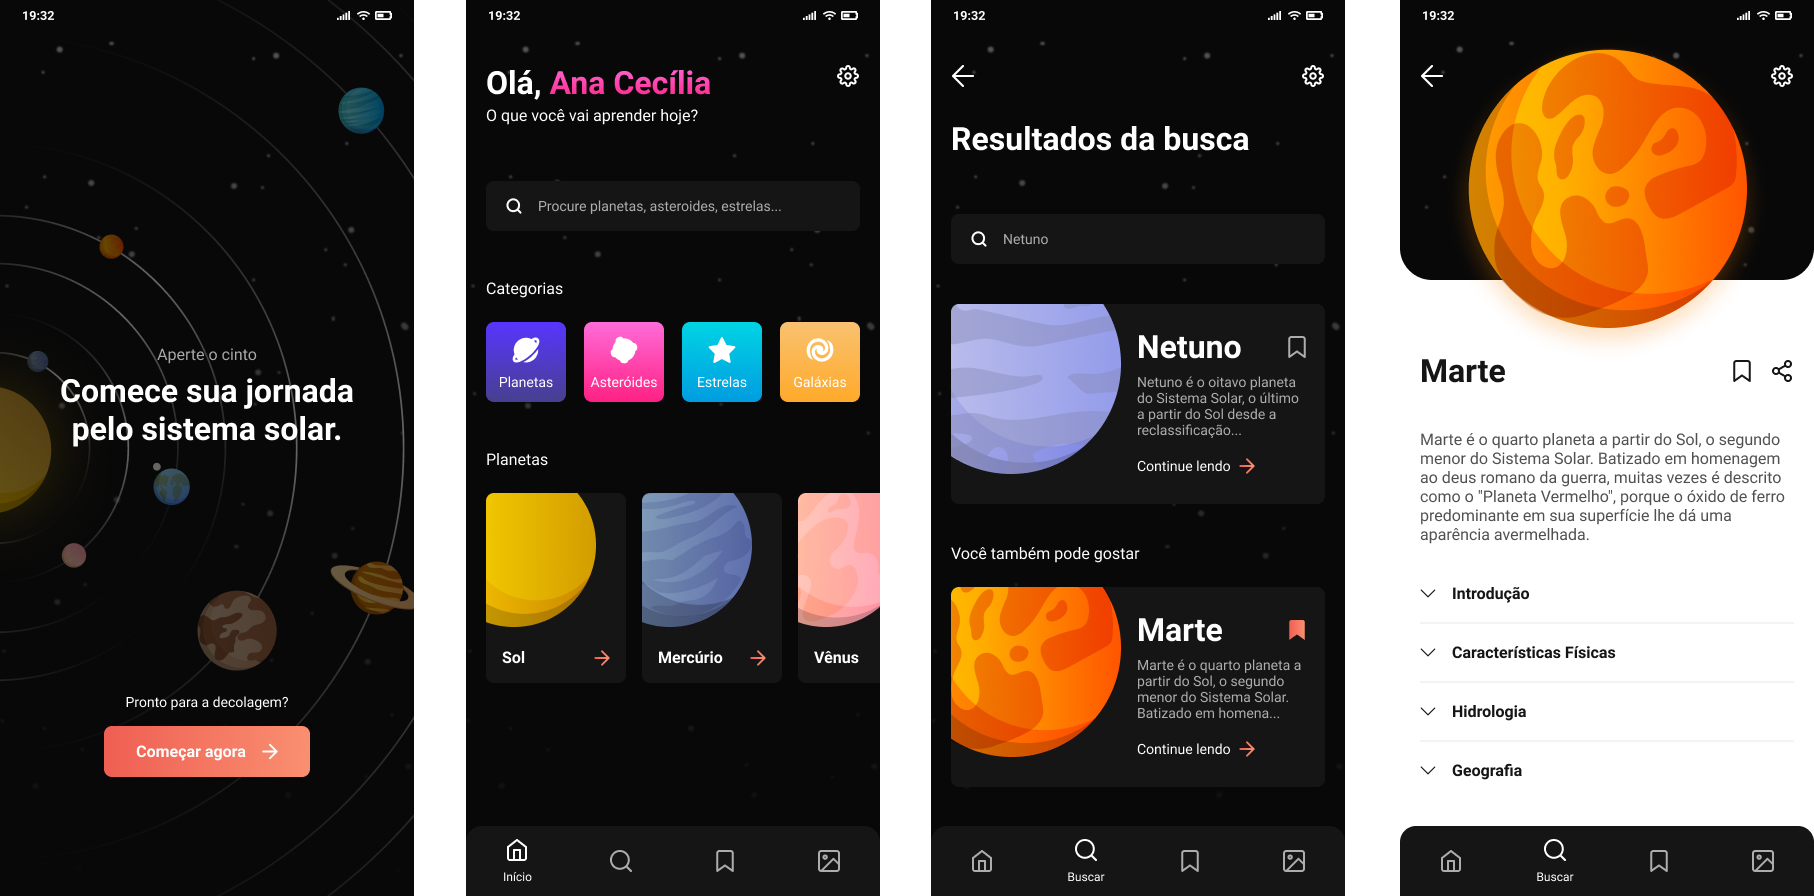 19:32
Aperte o cinto
Comece sua jornada
pelo sistema solar.
Pronto para a decolagem?
Começar agora
19:32
Olá, Ana Cecília
O que você vai aprender hoje?
Procure planetas, asteroides, estrelas...
Categorias
Planetas
Asteróides
Estrelas
Galáxias
Planetas
Sol
Mercúrio
Vênus
Início
19:32
Resultados da busca
Netuno
Netuno
Netuno é o oitavo planeta
do Sistema Solar, o último
a partir do Sol desde a
reclassificação...
Continue lendo
Você também pode gostar
Marte
Marte é o quarto planeta a
partir do Sol, o segundo
menor do Sistema Solar.
Batizado em homena...
Continue lendo
Buscar
19:32
Marte
Marte é o quarto planeta a partir do Sol, o segundo
menor do Sistema Solar. Batizado em homenagem
ao deus romano da guerra, muitas vezes é descrito
como o "Planeta Vermelho", porque o óxido de ferro
predominante em sua superfície lhe dá uma
aparência avermelhada.
Introdução
Características Físicas
Hidrologia
Geografia
Buscar